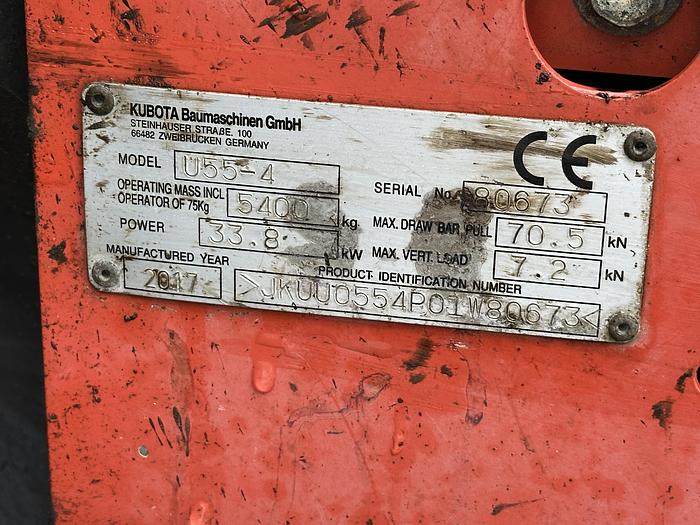 KUBOTA Baumaschinen GmbH
STEINHAUSER STRAßE. 100
66482 ZWEIBRÜCKEN GERMANY
CE
MODEL U55-4
OPERATING MASS INCL
OPERATOR OF 75Kg 5400 kg
SERIAL No. 80673
POWER 33.8 kW
MAX. DRAW BAR PULL 70.5 kN
MAX. VERT. LOAD 7.2 kN
MANUFACTURED YEAR
2017
PRODUCT IDENTIFICATION NUMBER
>JKUU0554P01W80673<